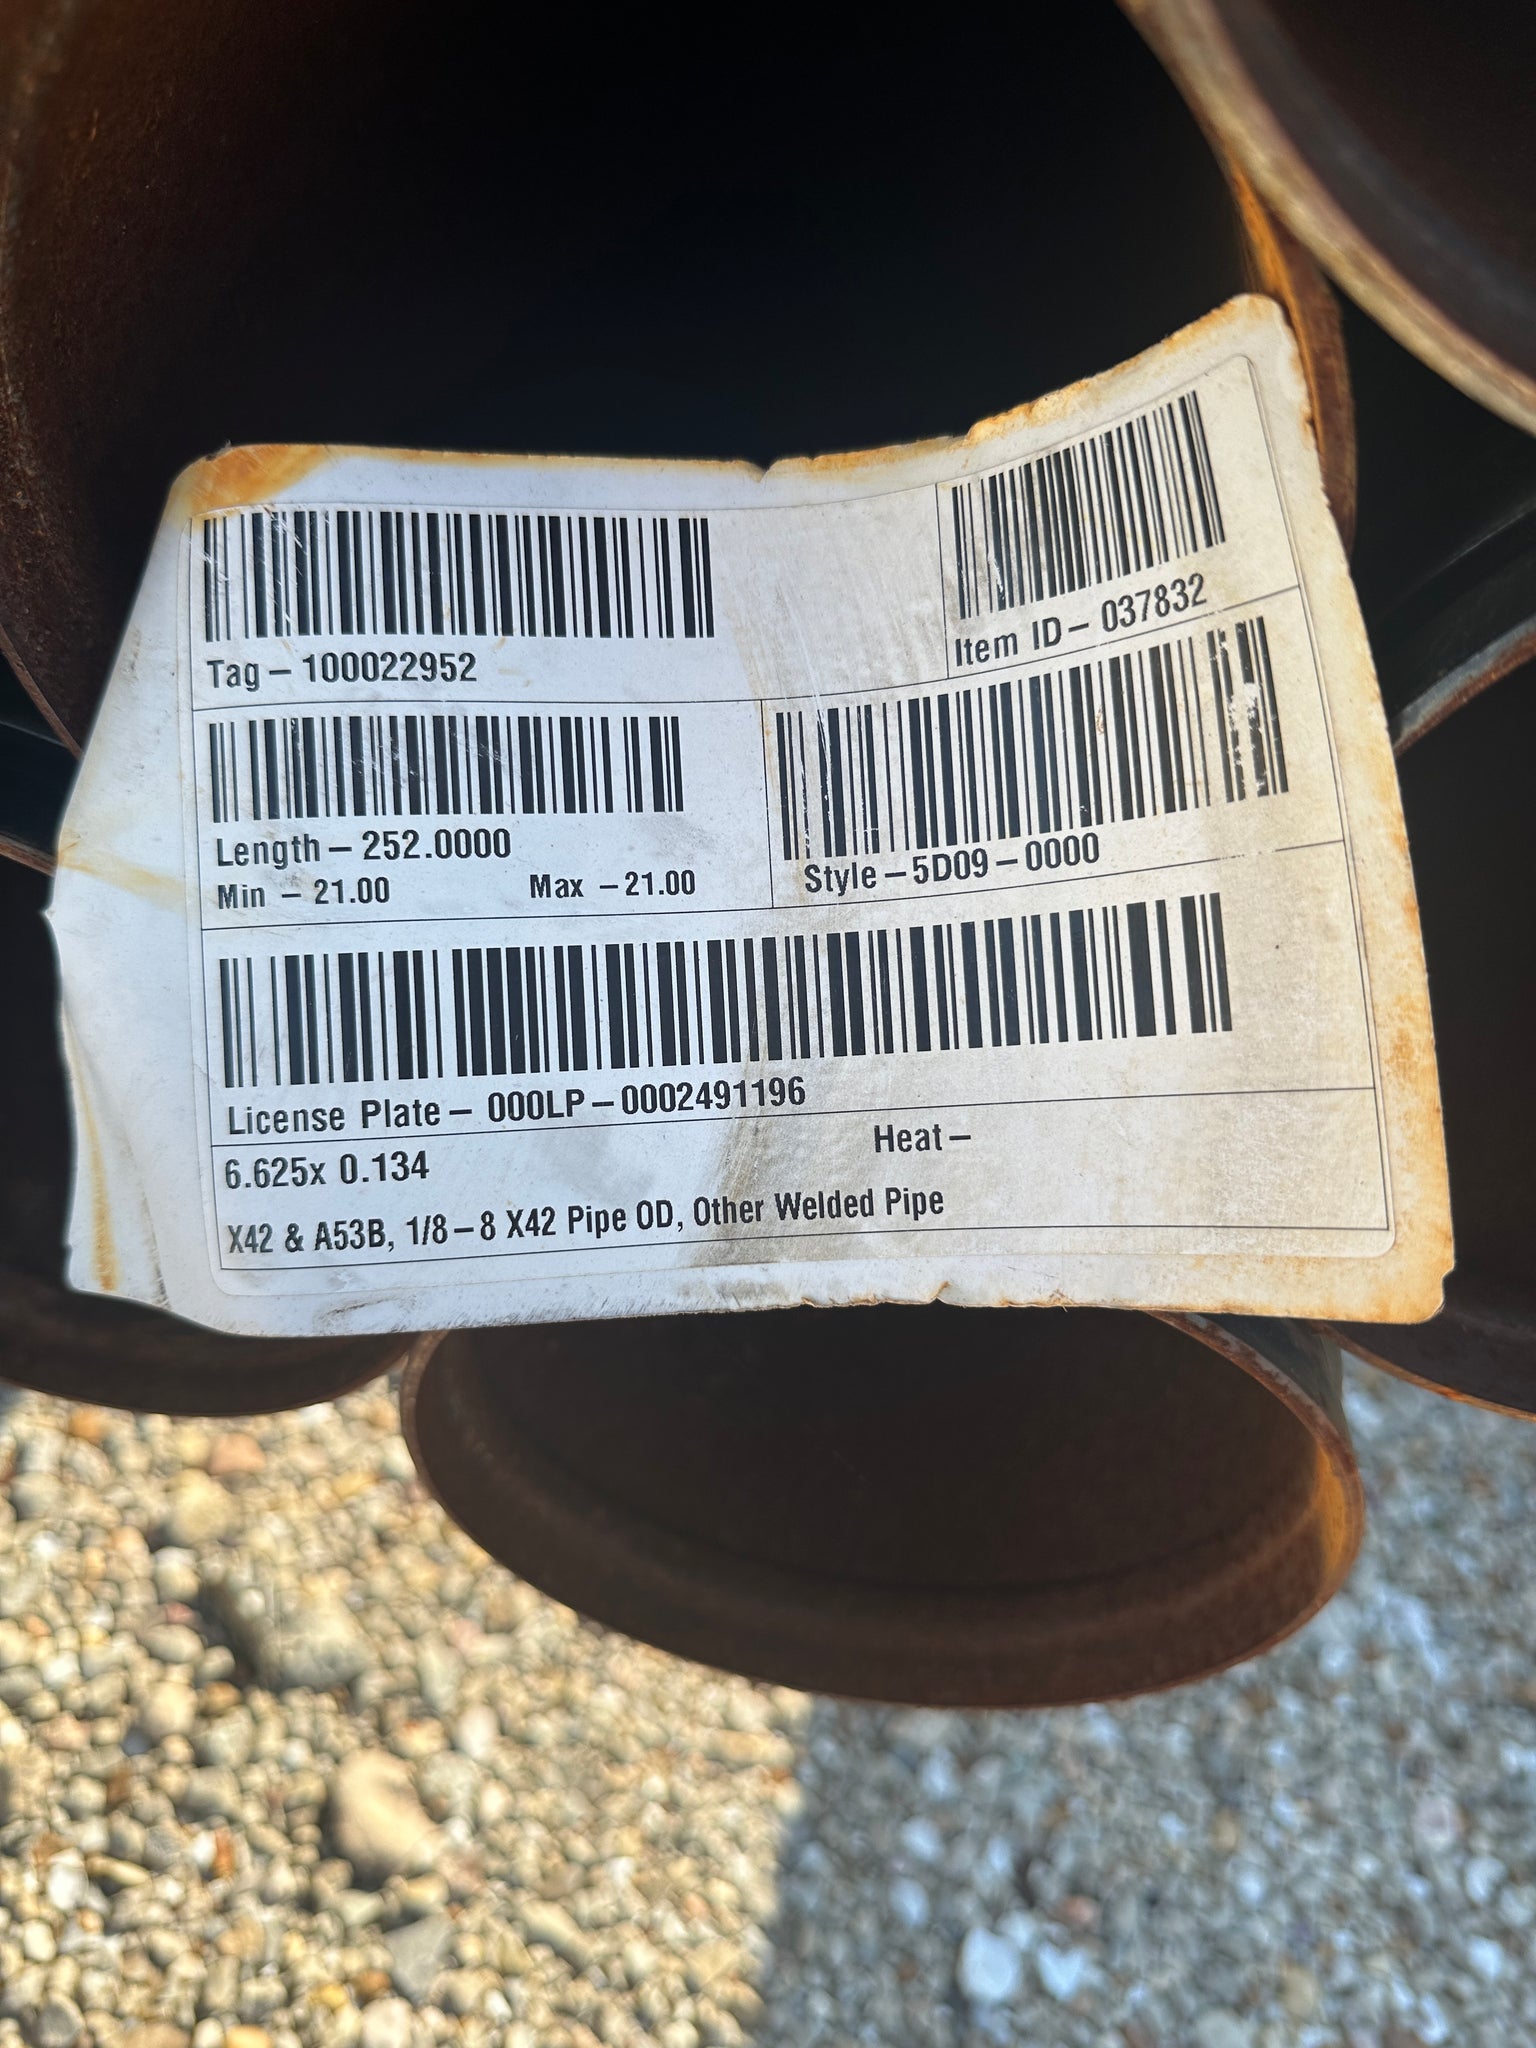 Tag – 100022952
Item ID – 037832
Length – 252.0000
Min – 21.00 Max – 21.00
Style – 5D09 – 0000
License Plate – 000LP – 0002491196
Heat –
6.625x 0.134
X42 & A53B, 1/8 – 8 X42 Pipe OD, Other Welded Pipe